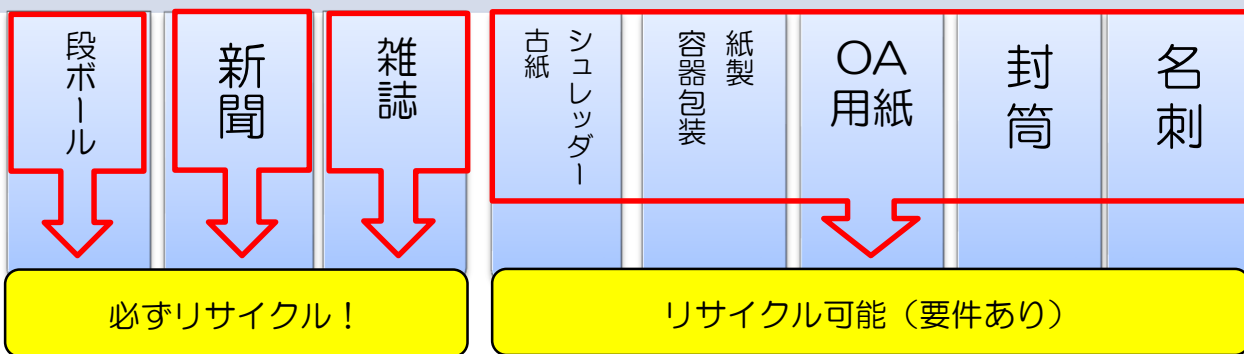 段ボール
新聞
雑誌
シュレッダー
古紙
紙製
容器包装
OA
用紙
封筒
名刺
必ずリサイクル！
リサイクル可能（要件あり）